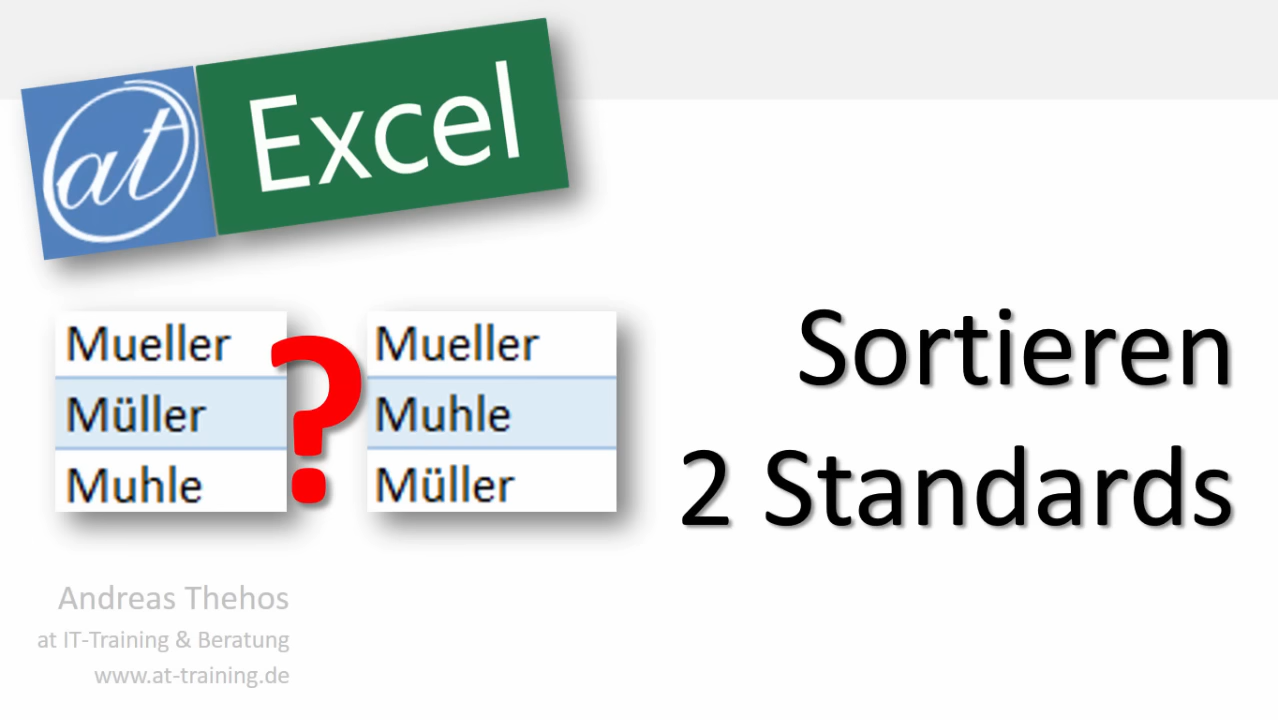 at Excel
Mueller
Müller
Muhle
?
Mueller
Muhle
Müller
Sortieren
2 Standards
Andreas Thehos
at IT-Training & Beratung
www.at-training.de